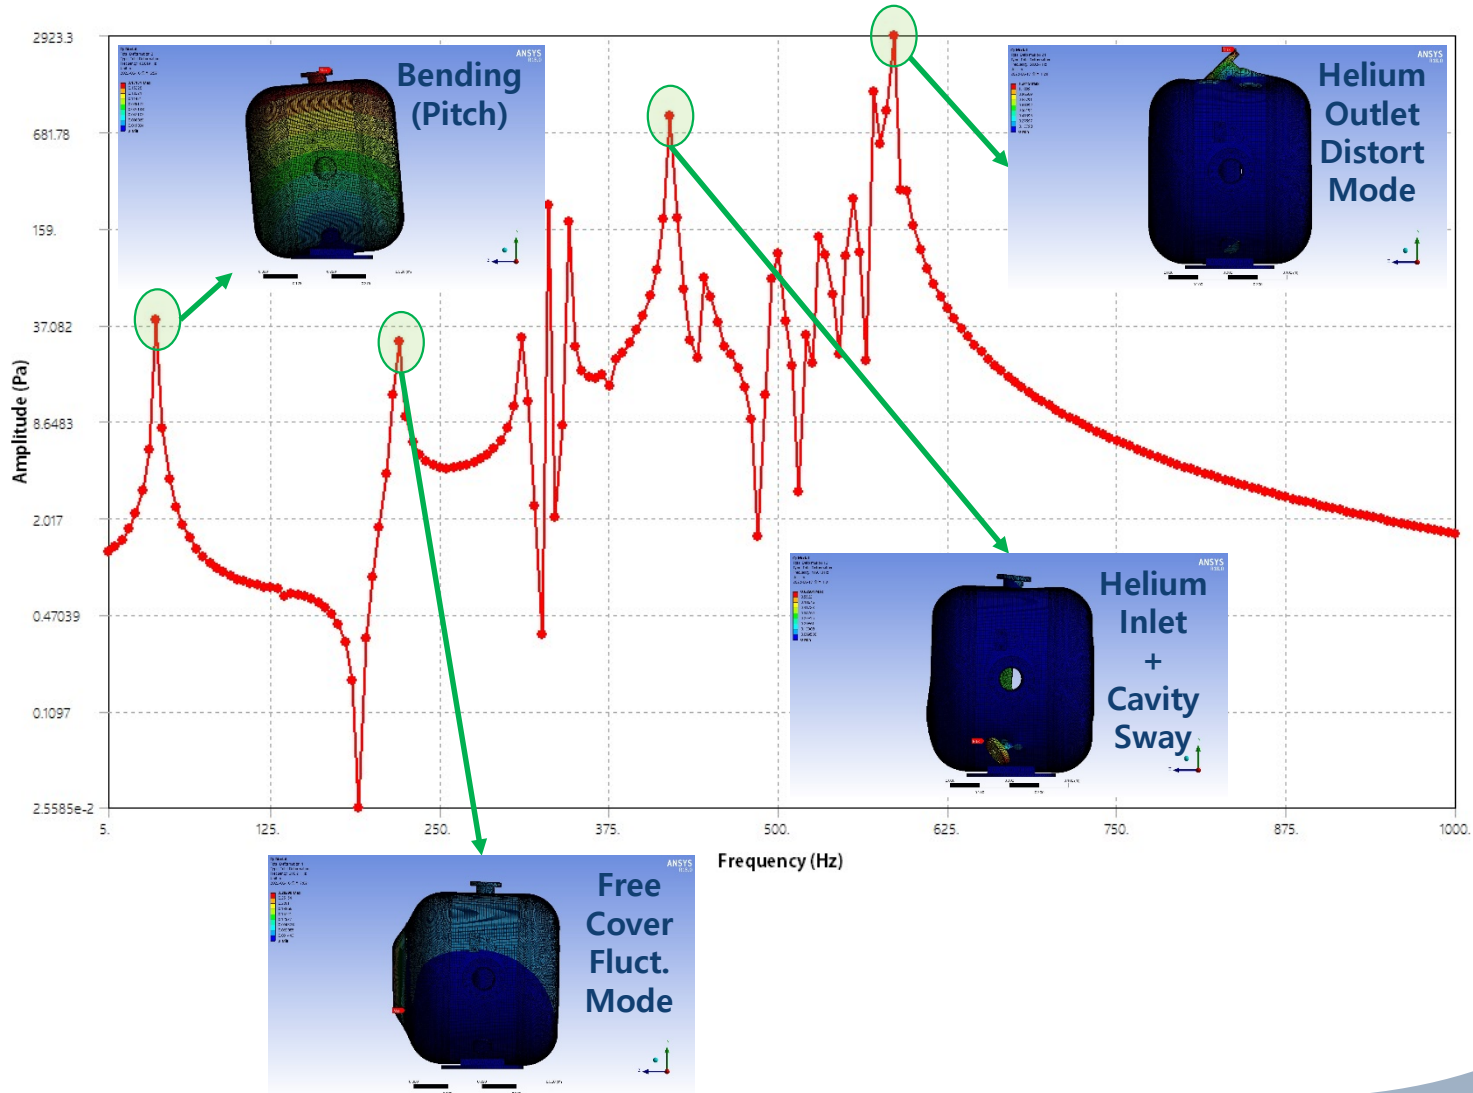 2923.3
681.78
159.
37.082
8.6483
2.017
0.47039
0.1097
2.5585e-2
Amplitude (Pa)
5.
125.
250.
375.
500.
625.
750.
875.
1000.
Frequency (Hz)
ANSYS
Bending
(Pitch)
ANSYS
Helium
Outlet
Distort
Mode
ANSYS
Helium
Inlet
+
Cavity
Sway
ANSYS
Free
Cover
Fluct.
Mode